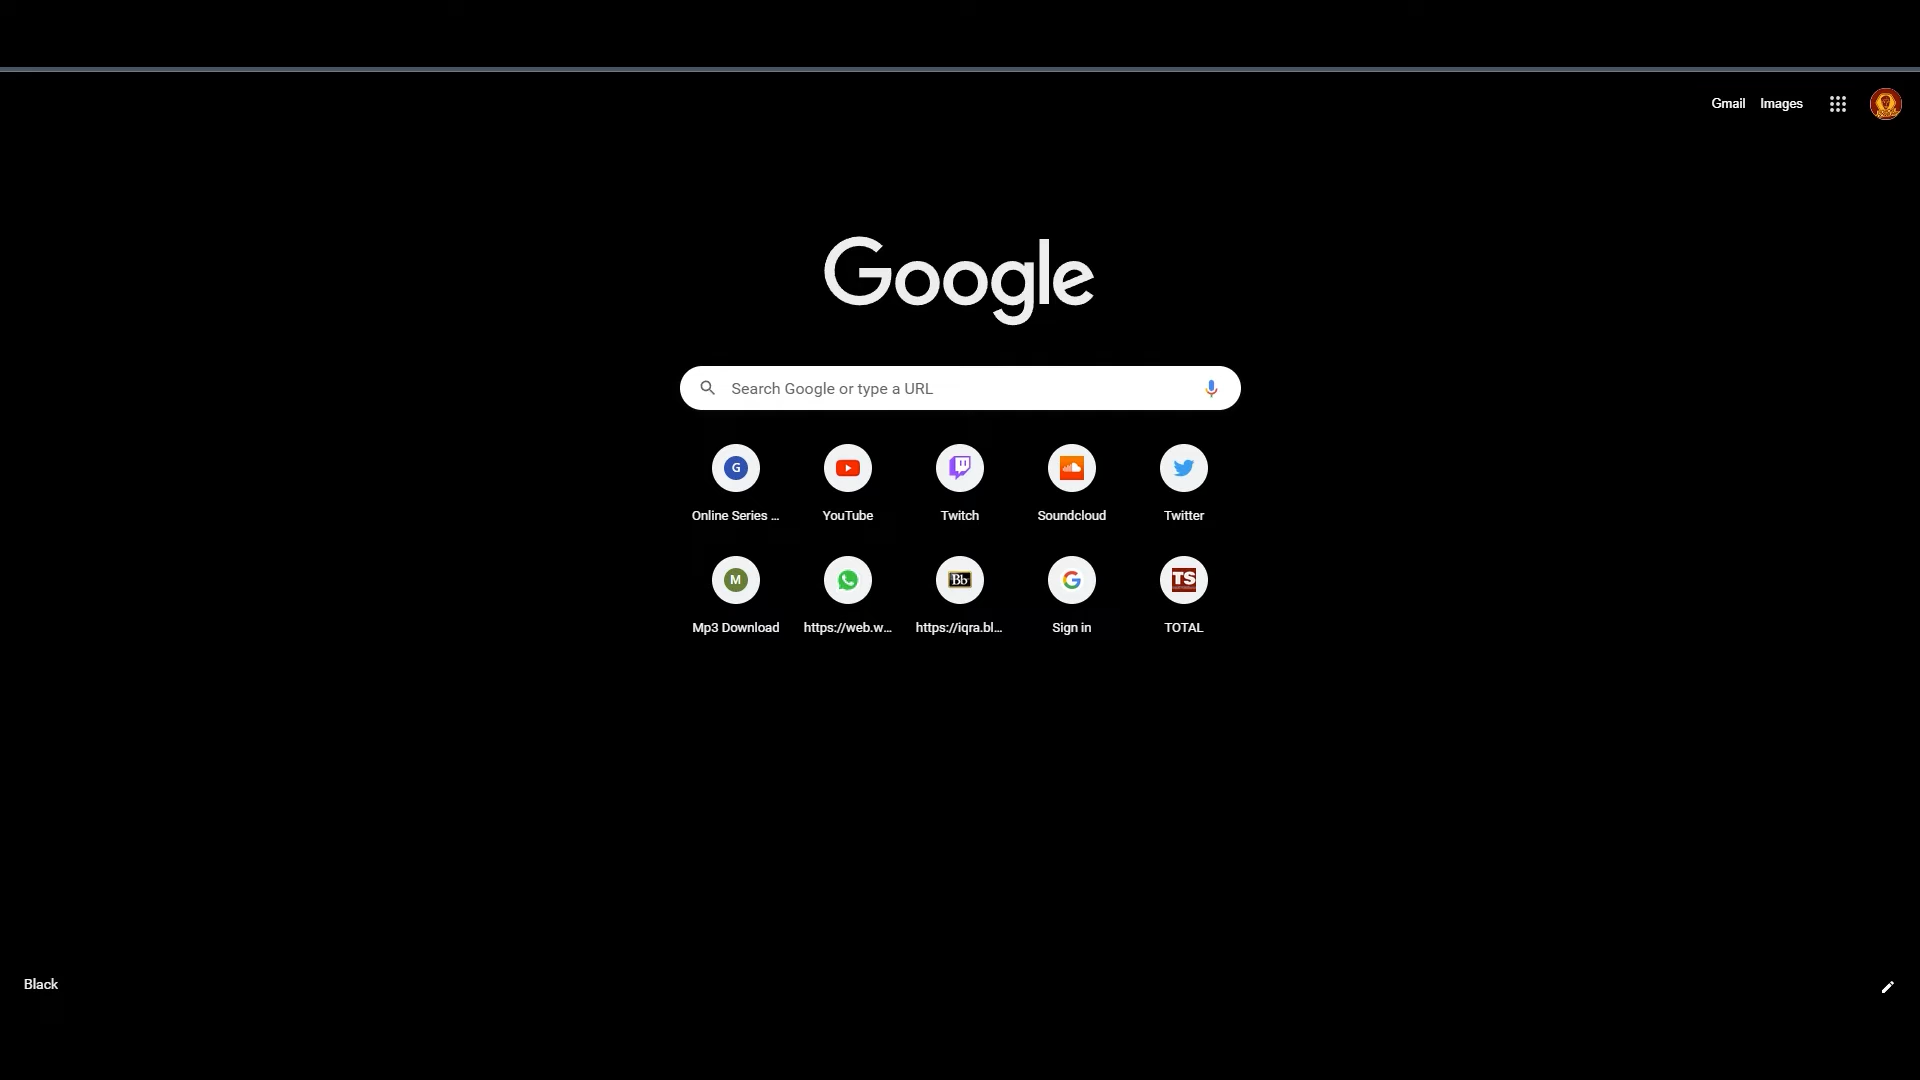 Gmail Images
Google
Search Google or type a URL
G
Online Series ... YouTube Twitch Soundcloud Twitter
M Bb G TS
Mp3 Download https://web.w... https://iqra.bl... Sign in TOTAL
Black